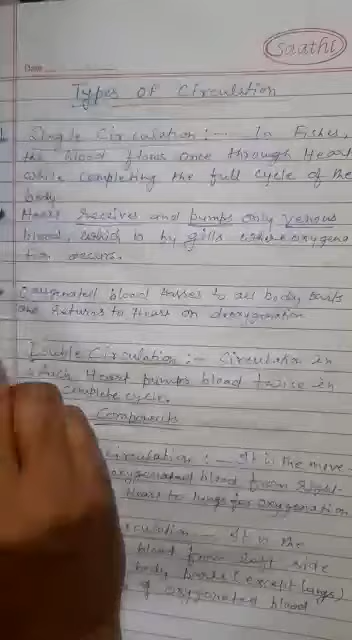 Saathi
Date
Types of Circulation
1. Single Circulation :- In Fishes,
the blood flows once through Heart
while completing the full cycle of the
body
Heart receives and pumps only venous
blood, which is by gills where oxygena
tion occurs.
Oxygenated blood passes to all body parts
and returns to Heart on deoxygenation
Double Circulation :- Circulation in
which Heart pumps blood twice in
complete cycle.
Components
circulation :- It is the move-
oxygenated blood from Right
Heart to lungs for oxygenation
culation - It is the
blood from left side
body parts (except lungs)
of oxygenated blood